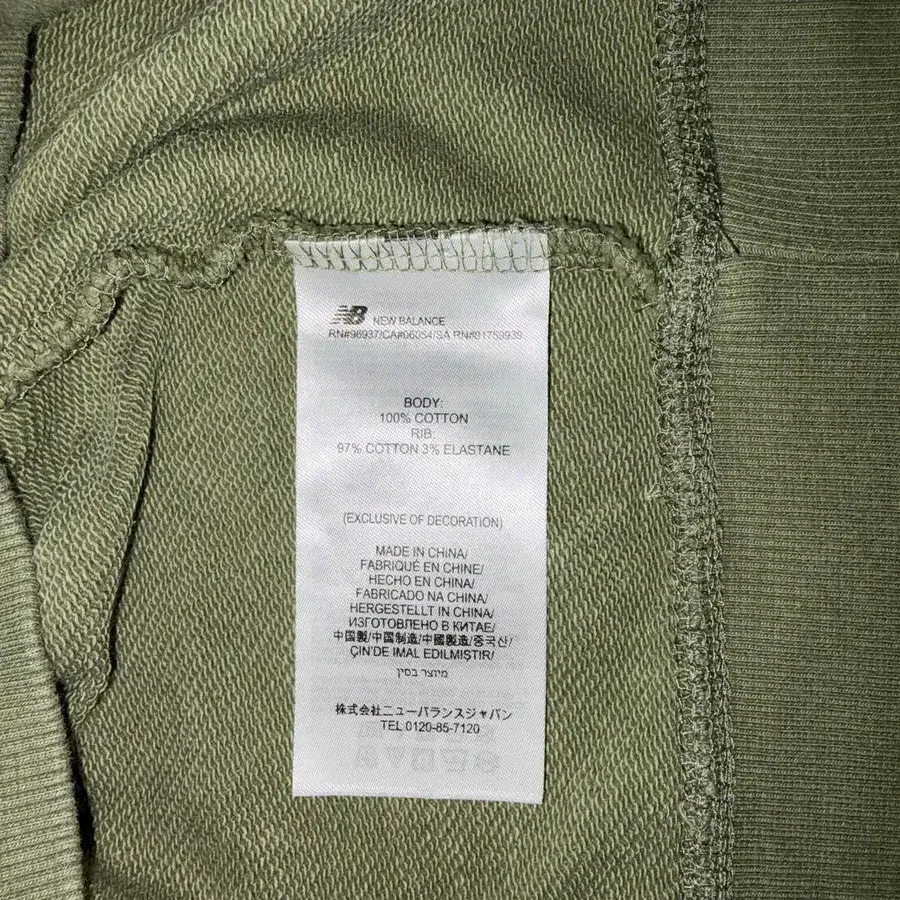 NB NEW BALANCE
RN#96937/CA#06054/SA RN#01759939
BODY:
100% COTTON
RIB:
97% COTTON 3% ELASTANE
(EXCLUSIVE OF DECORATION)
MADE IN CHINA/
FABRIQUÉ EN CHINE/
HECHO EN CHINA/
FABRICADO NA CHINA/
HERGESTELLT IN CHINA/
ИЗГОТОВЛЕНО В КИТАЕ/
中国製/中国制造/中國製造/중국산/
ÇIN'DE IMAL EDILMIŞTIR/
מיוצר בסין
株式会社ニューバランスジャパン
TEL 0120-85-7120